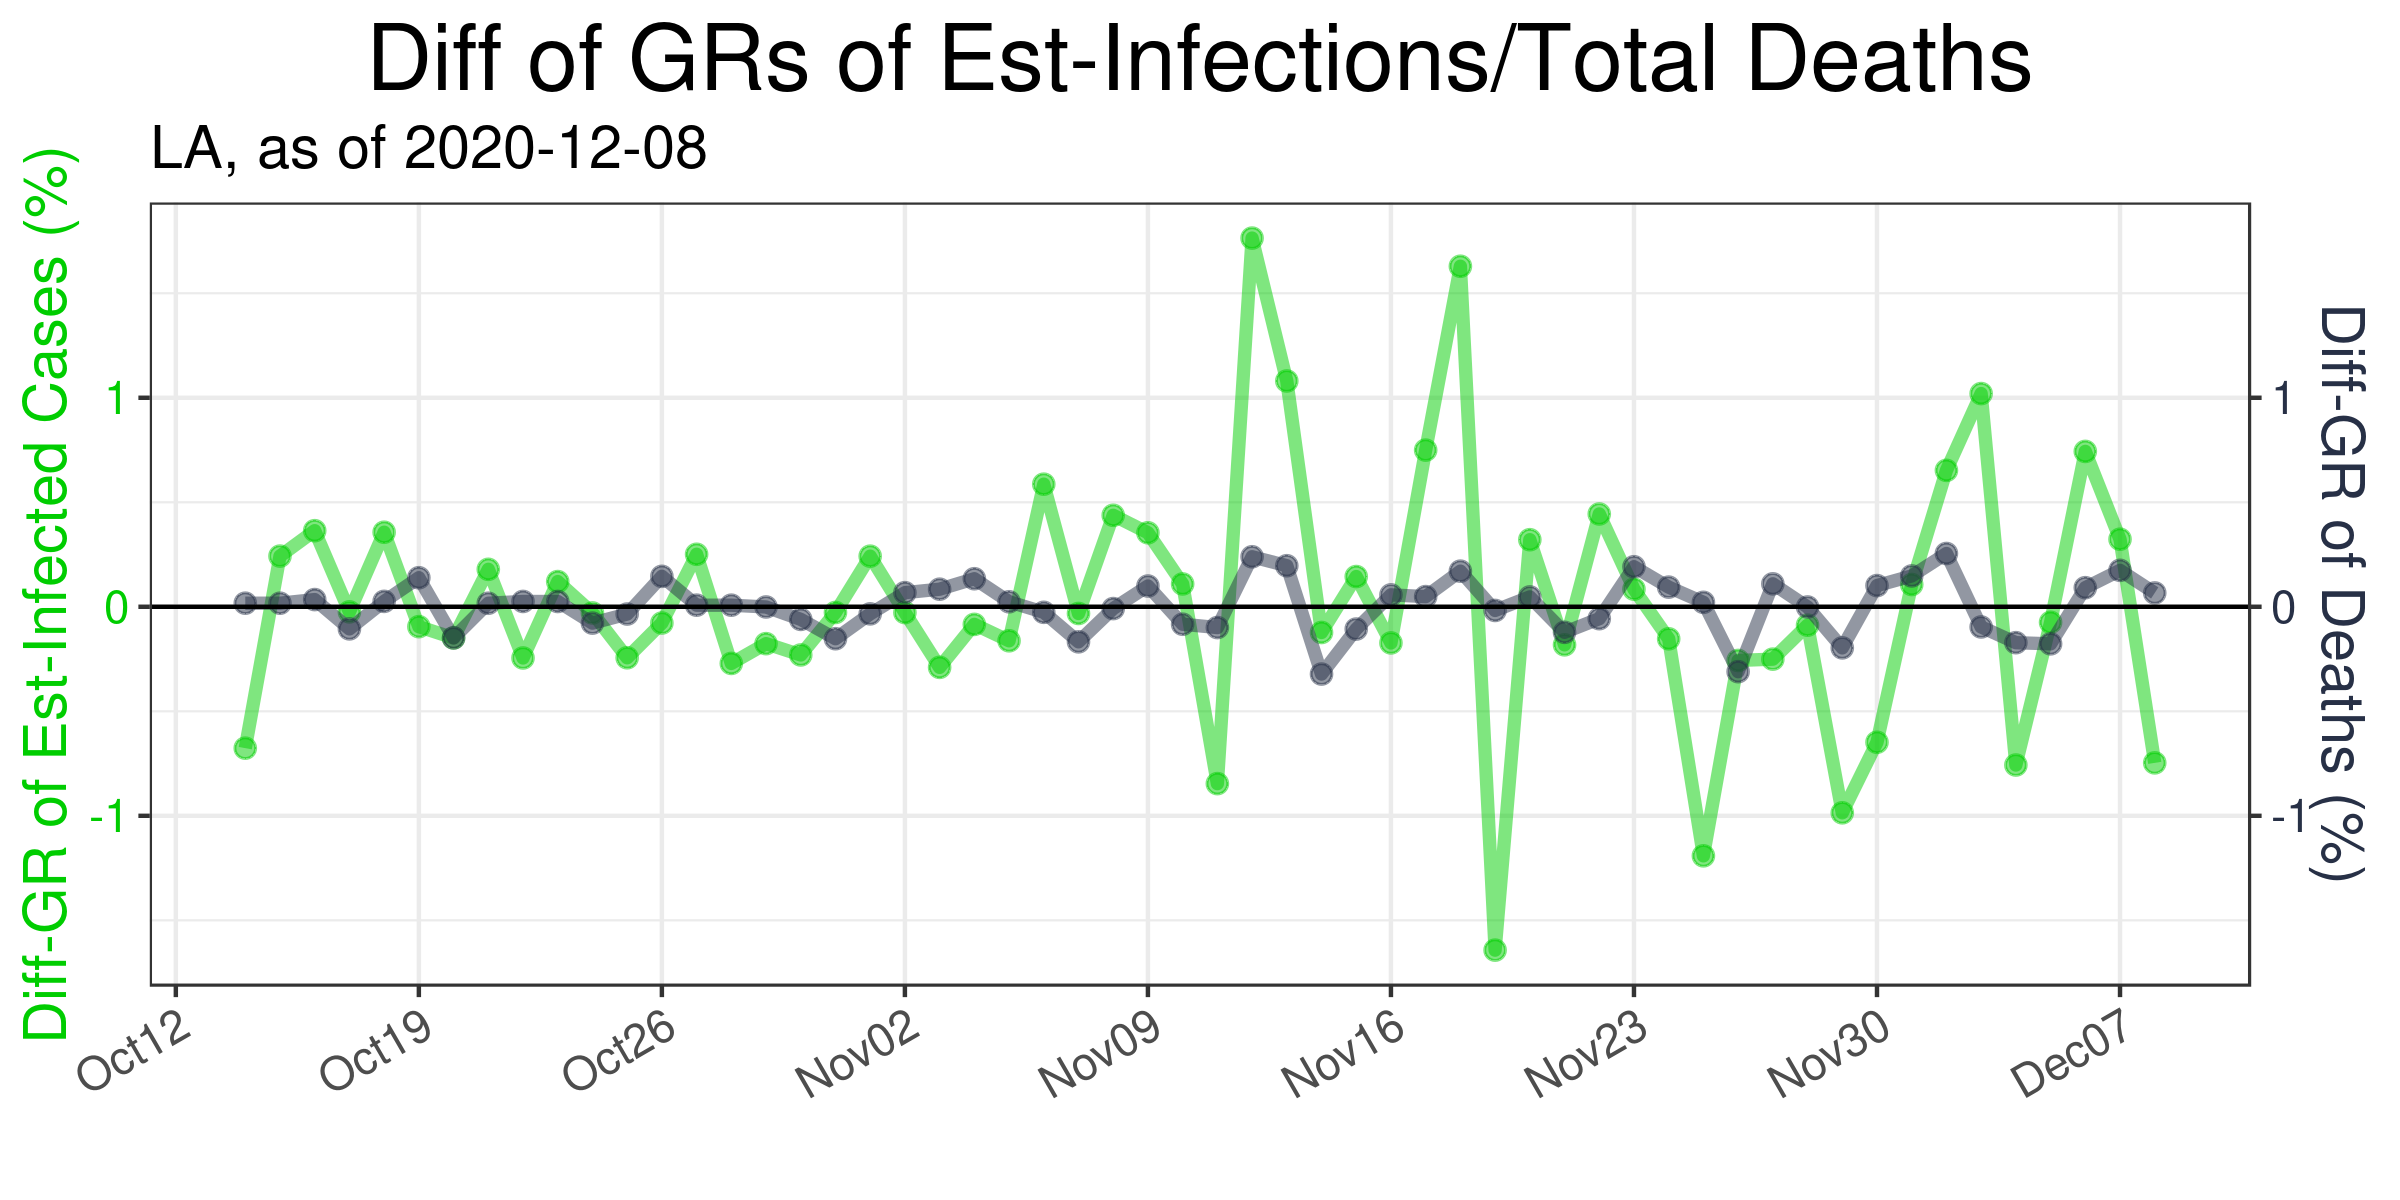 Diff of GRs of Est-Infections/Total Deaths
LA, as of 2020-12-08
Diff-GR of Est-Infected Cases (%)
1
0
-1
1
0
-1
Diff-GR of Deaths (%)
Oct12
Oct19
Oct26
Nov02
Nov09
Nov16
Nov23
Nov30
Dec07